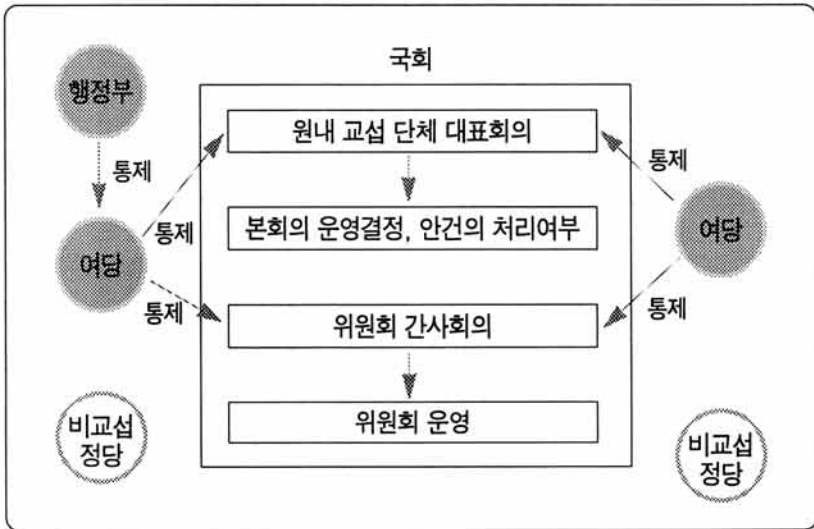 국회
행정부
원내 교섭 단체 대표회의
통제
통제
통제
본회의 운영결정, 안건의 처리여부
여당
여당
통제
통제
위원회 간사회의
위원회 운영
비교섭
정당
비교섭
정당